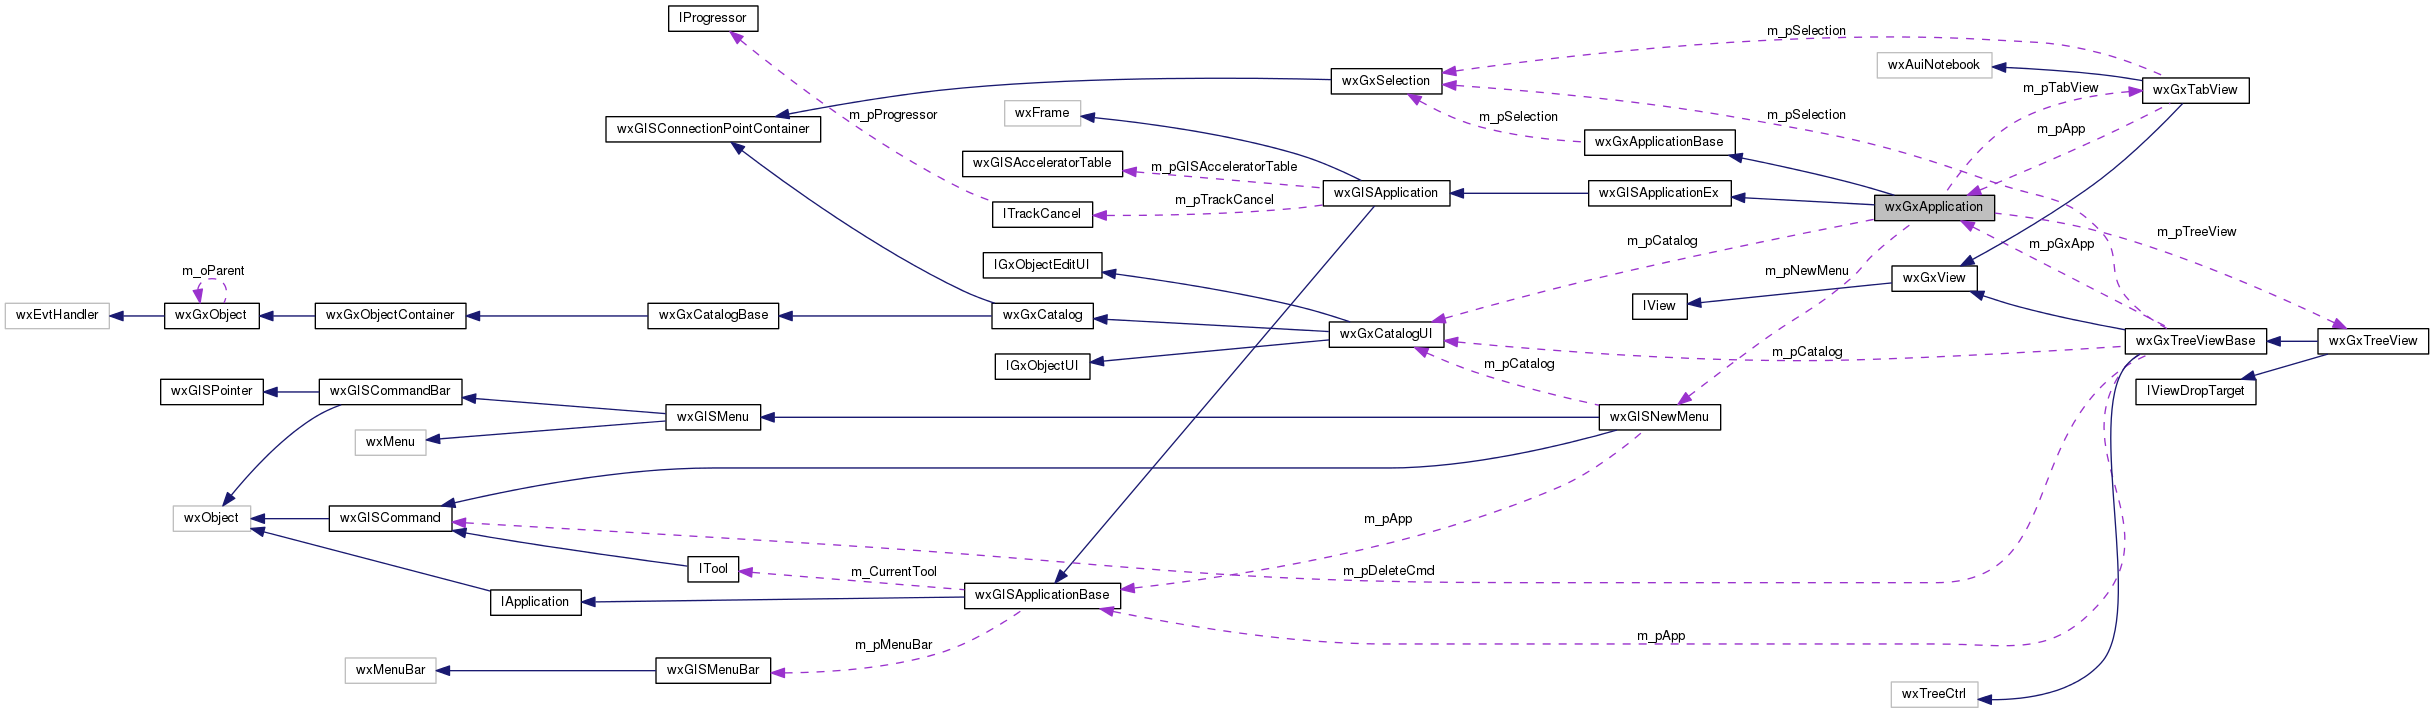 IProgressor
m_pSelection
wxAuiNotebook
wxGxSelection
m_pTabView
wxGxTabView
wxFrame
m_pProgressor
m_pSelection
m_pSelection
wxGISConnectionPointContainer
m_pApp
wxGxApplicationBase
wxGISAcceleratorTable
m_pGISAcceleratorTable
wxGISApplication
wxGISApplicationEx
m_pTrackCancel
wxGxApplication
ITrackCancel
m_pTreeView
m_pCatalog
m_pGxApp
IGxObjectEditUI
m_oParent
m_pNewMenu
wxGxView
IView
wxEvtHandler
wxGxObject
wxGxObjectContainer
wxGxCatalogBase
wxGxCatalog
wxGxCatalogUI
wxGxTreeViewBase
wxGxTreeView
m_pCatalog
IGxObjectUI
m_pCatalog
wxGISPointer
wxGISCommandBar
IViewDropTarget
wxGISMenu
wxGISNewMenu
wxMenu
wxObject
wxGISCommand
m_pApp
ITool
m_CurrentTool
m_pDeleteCmd
IApplication
wxGISApplicationBase
m_pApp
m_pMenuBar
wxMenuBar
wxGISMenuBar
wxTreeCtrl